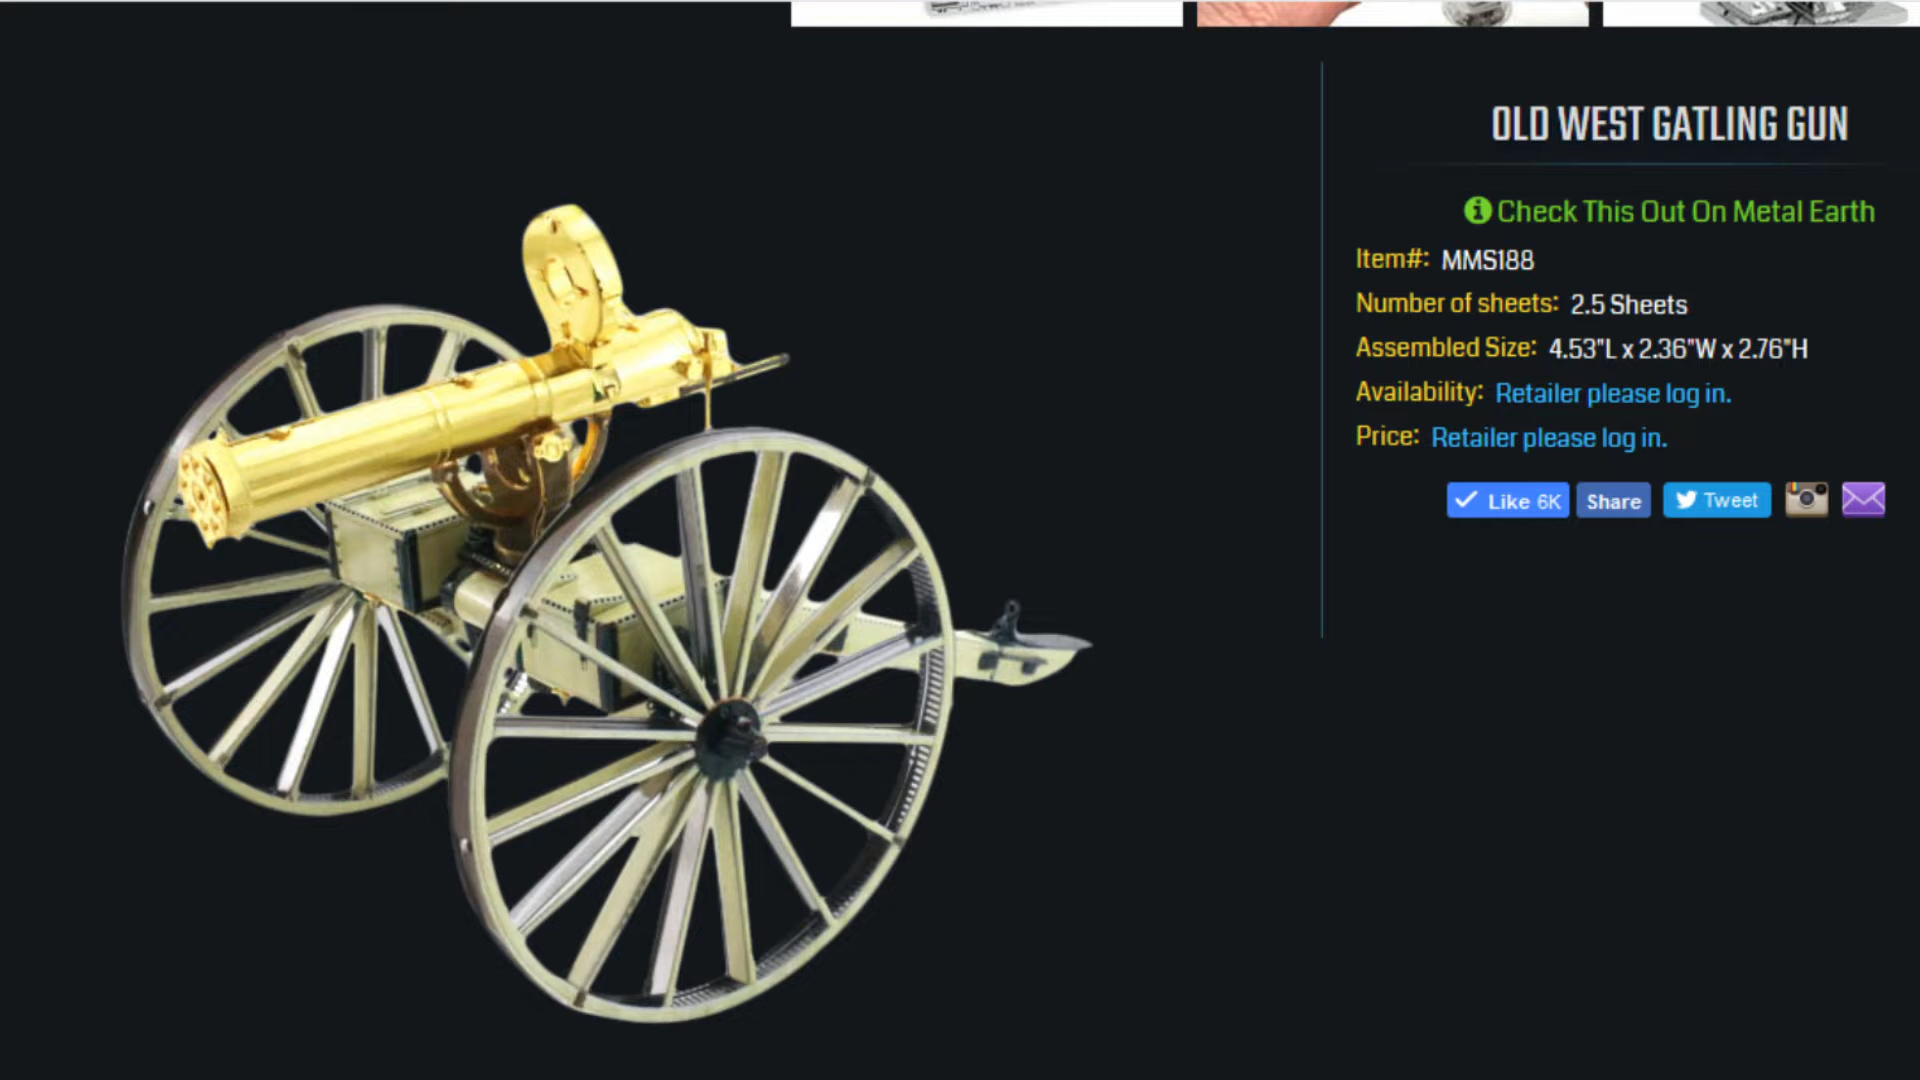 OLD WEST GATLING GUN
Check This Out On Metal Earth
Item#: MMS188
Number of sheets: 2.5 Sheets
Assembled Size: 4.53"L x 2.36"W x 2.76"H
Availability: Retailer please log in.
Price: Retailer please log in.
Like 6K Share Tweet